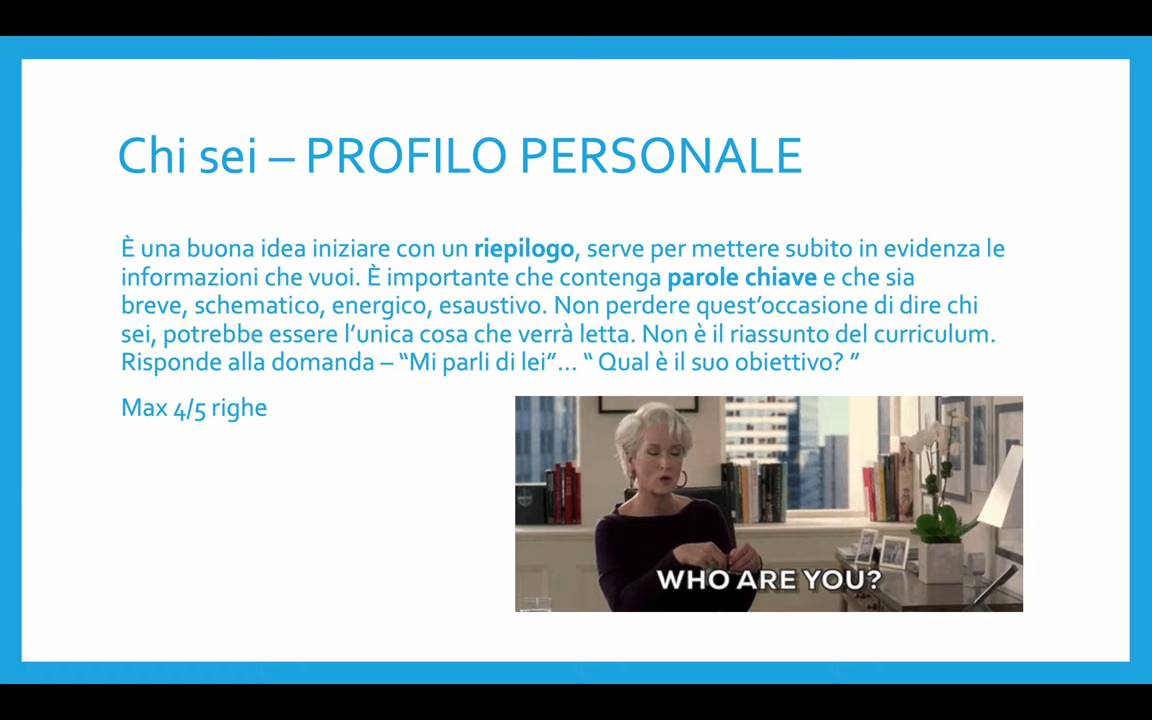 Chi sei – PROFILO PERSONALE
È una buona idea iniziare con un riepilogo, serve per mettere subito in evidenza le
informazioni che vuoi. È importante che contenga parole chiave e che sia
breve, schematico, energico, esaustivo. Non perdere quest’occasione di dire chi
sei, potrebbe essere l’unica cosa che verrà letta. Non è il riassunto del curriculum.
Risponde alla domanda – “Mi parli di lei”… “ Qual è il suo obiettivo? ”
Max 4/5 righe
WHO ARE YOU?